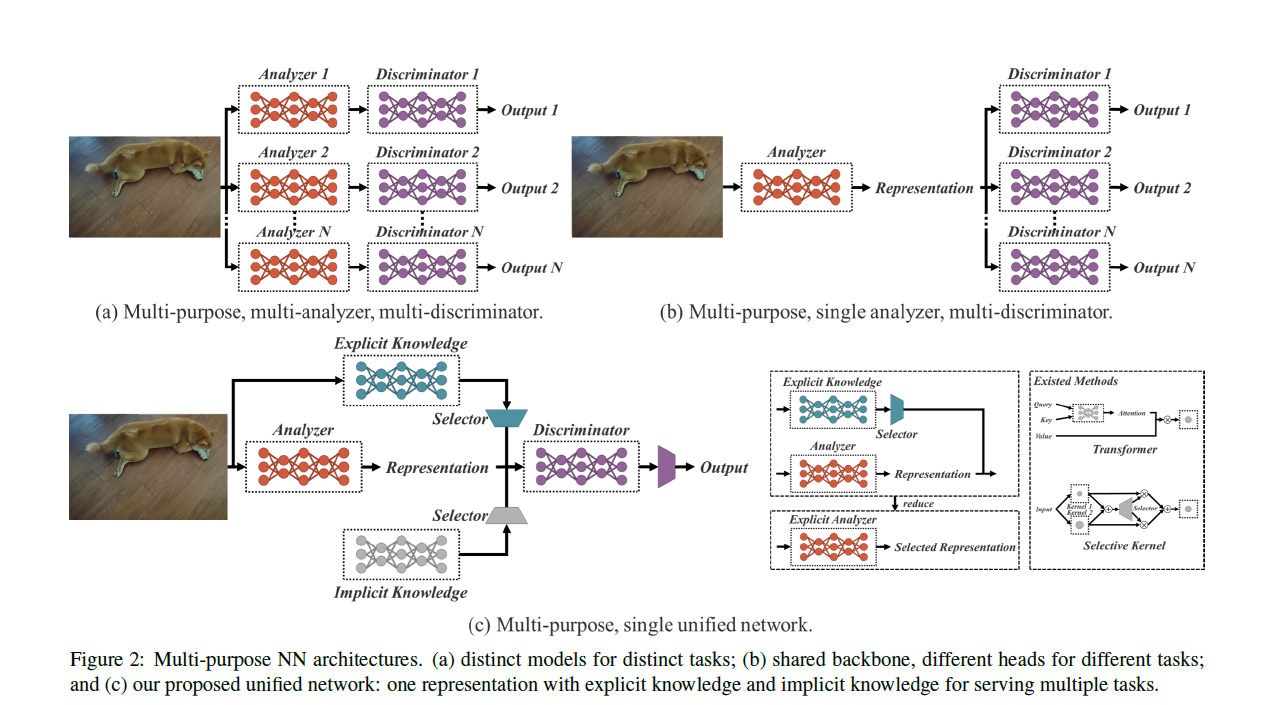 Analyzer 1
Discriminator 1
Output 1
Analyzer 2
Discriminator 2
Output 2
Analyzer N
Discriminator N
Output N
(a) Multi-purpose, multi-analyzer, multi-discriminator.
Analyzer
Representation
Discriminator 1
Output 1
Discriminator 2
Output 2
Discriminator N
Output N
(b) Multi-purpose, single analyzer, multi-discriminator.
Explicit Knowledge
Selector
Analyzer
Representation
Discriminator
Output
Selector
Implicit Knowledge
Explicit Knowledge
Selector
Analyzer
Representation
reduce
Explicit Analyzer
Selected Representation
Existed Methods
Query
Key
Value
Attention
Transformer
Input
Kernel 1
Kernel 2
Selector
Selective Kernel
(c) Multi-purpose, single unified network.
Figure 2: Multi-purpose NN architectures. (a) distinct models for distinct tasks; (b) shared backbone, different heads for different tasks;
and (c) our proposed unified network: one representation with explicit knowledge and implicit knowledge for serving multiple tasks.